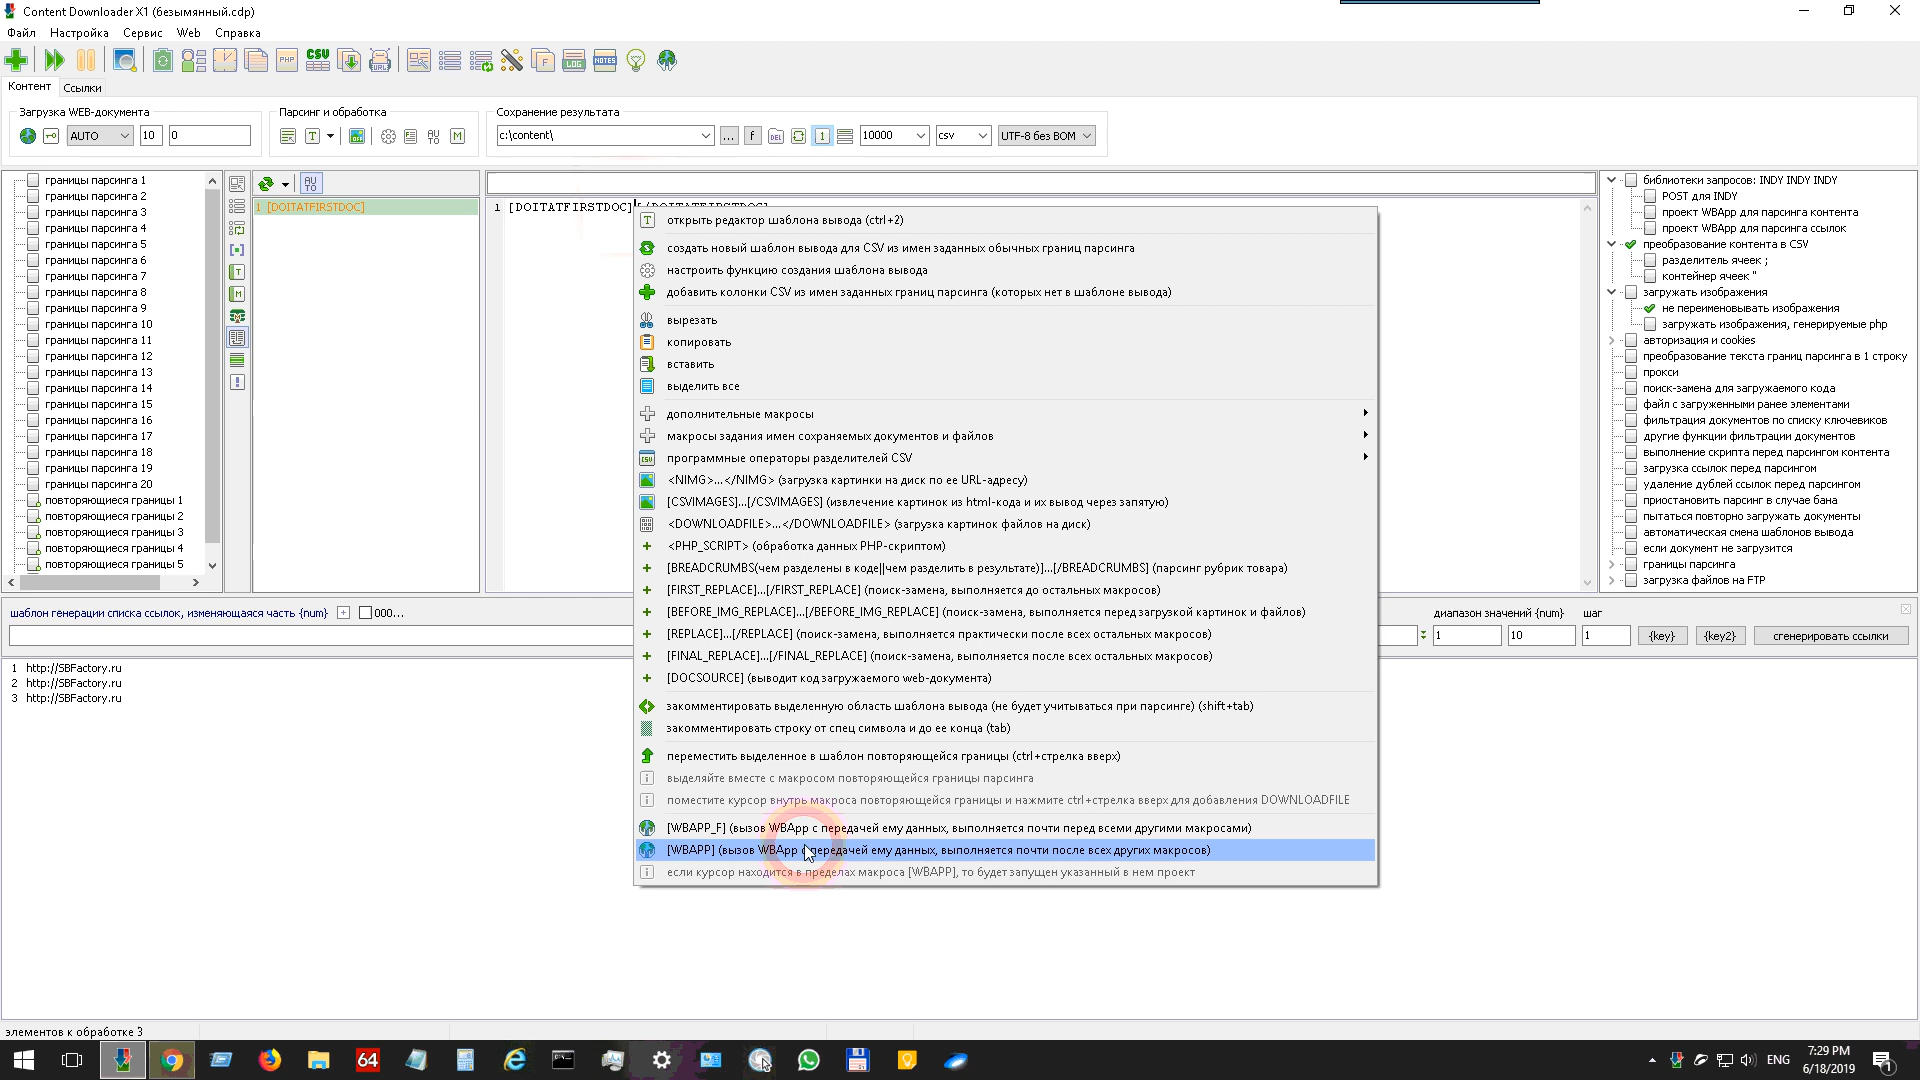 Content Downloader X1 (безымянный.cdp)
Файл Настройка Сервис Web Справка
PHP CSV URL F LOG NOTES
Контент Ссылки
Загрузка WEB-документа Парсинг и обработка Сохранение результата
AUTO 10 0 T AU TO M c:\content\ ... f DEL 1 10000 csv UTF-8 без BOM
границы парсинга 1
границы парсинга 2
границы парсинга 3
границы парсинга 4
границы парсинга 5
границы парсинга 6
границы парсинга 7
границы парсинга 8
границы парсинга 9
границы парсинга 10
границы парсинга 11
границы парсинга 12
границы парсинга 13
границы парсинга 14
границы парсинга 15
границы парсинга 16
границы парсинга 17
границы парсинга 18
границы парсинга 19
границы парсинга 20
повторяющиеся границы 1
повторяющиеся границы 2
повторяющиеся границы 3
повторяющиеся границы 4
повторяющиеся границы 5
AU TO
1 [DOITATFIRSTDOC]
1 [DOITATFIRSTDOC][/DOITATFIRSTDOC]
открыть редактор шаблона вывода (ctrl+2)
создать новый шаблон вывода для CSV из имен заданных обычных границ парсинга
настроить функцию создания шаблона вывода
добавить колонки CSV из имен заданных границ парсинга (которых нет в шаблоне вывода)
вырезать
копировать
вставить
выделить все
дополнительные макросы
макросы задания имен сохраняемых документов и файлов
программные операторы разделителей CSV
<NIMG>...</NIMG> (загрузка картинки на диск по ее URL-адресу)
[CSVIMAGES]...[/CSVIMAGES] (извлечение картинок из html-кода и их вывод через запятую)
<DOWNLOADFILE>...</DOWNLOADFILE> (загрузка картинок файлов на диск)
<PHP_SCRIPT> (обработка данных PHP-скриптом)
[BREADCRUMBS(чем разделены в коде||чем разделить в результате)]...[/BREADCRUMBS] (парсинг рубрик товара)
[FIRST_REPLACE]...[/FIRST_REPLACE] (поиск-замена, выполняется до остальных макросов)
[BEFORE_IMG_REPLACE]...[/BEFORE_IMG_REPLACE] (поиск-замена, выполняется перед загрузкой картинок и файлов)
[REPLACE]...[/REPLACE] (поиск-замена, выполняется практически после всех остальных макросов)
[FINAL_REPLACE]...[/FINAL_REPLACE] (поиск-замена, выполняется после всех остальных макросов)
[DOCSOURCE] (выводит код загружаемого web-документа)
закомментировать выделенную область шаблона вывода (не будет учитываться при парсинге) (shift+tab)
закомментировать строку от спец символа и до ее конца (tab)
переместить выделенное в шаблон повторяющейся границы (ctrl+стрелка вверх)
выделяйте вместе с макросом повторяющейся границы парсинга
поместите курсор внутрь макроса повторяющейся границы и нажмите ctrl+стрелка вверх для добавления DOWNLOADFILE
[WBAPP_F] (вызов WBApp с передачей ему данных, выполняется почти перед всеми другими макросами)
[WBAPP] (вызов WBApp с передачей ему данных, выполняется почти после всех других макросов)
если курсор находится в пределах макроса [WBAPP], то будет запущен указанный в нем проект
библиотеки запросов: INDY INDY INDY
POST для INDY
проект WBApp для парсинга контента
проект WBApp для парсинга ссылок
преобразование контента в CSV
разделитель ячеек ;
контейнер ячеек "
загружать изображения
не переименовывать изображения
загружать изображения, генерируемые php
авторизация и cookies
преобразование текста границ парсинга в 1 строку
прокси
поиск-замена для загружаемого кода
файл с загруженными ранее элементами
фильтрация документов по списку ключевиков
другие функции фильтрации документов
выполнение скрипта перед парсингом контента
загрузка ссылок перед парсингом
удаление дублей ссылок перед парсингом
приостановить парсинг в случае бана
пытаться повторно загружать документы
автоматическая смена шаблонов вывода
если документ не загрузится
границы парсинга
загрузка файлов на FTP
шаблон генерации списка ссылок, изменяющаяся часть {num} + 000... диапазон значений {num} шаг
1 10 1 {key} {key2} сгенерировать ссылки
1 http://SBFactory.ru
2 http://SBFactory.ru
3 http://SBFactory.ru
элементов к обработке 3
64 ENG 7:29 PM
6/18/2019 1